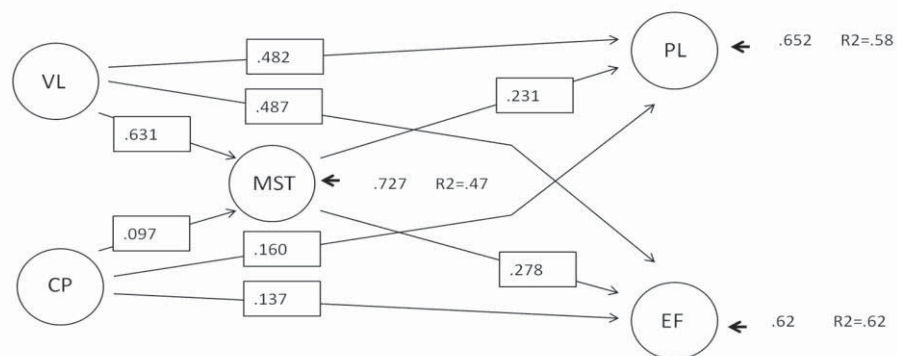 .482
PL
.652 R2=.58
VL
.487
.231
.631
MST
.727 R2=.47
.097
.160
CP
.278
.137
EF
.62 R2=.62